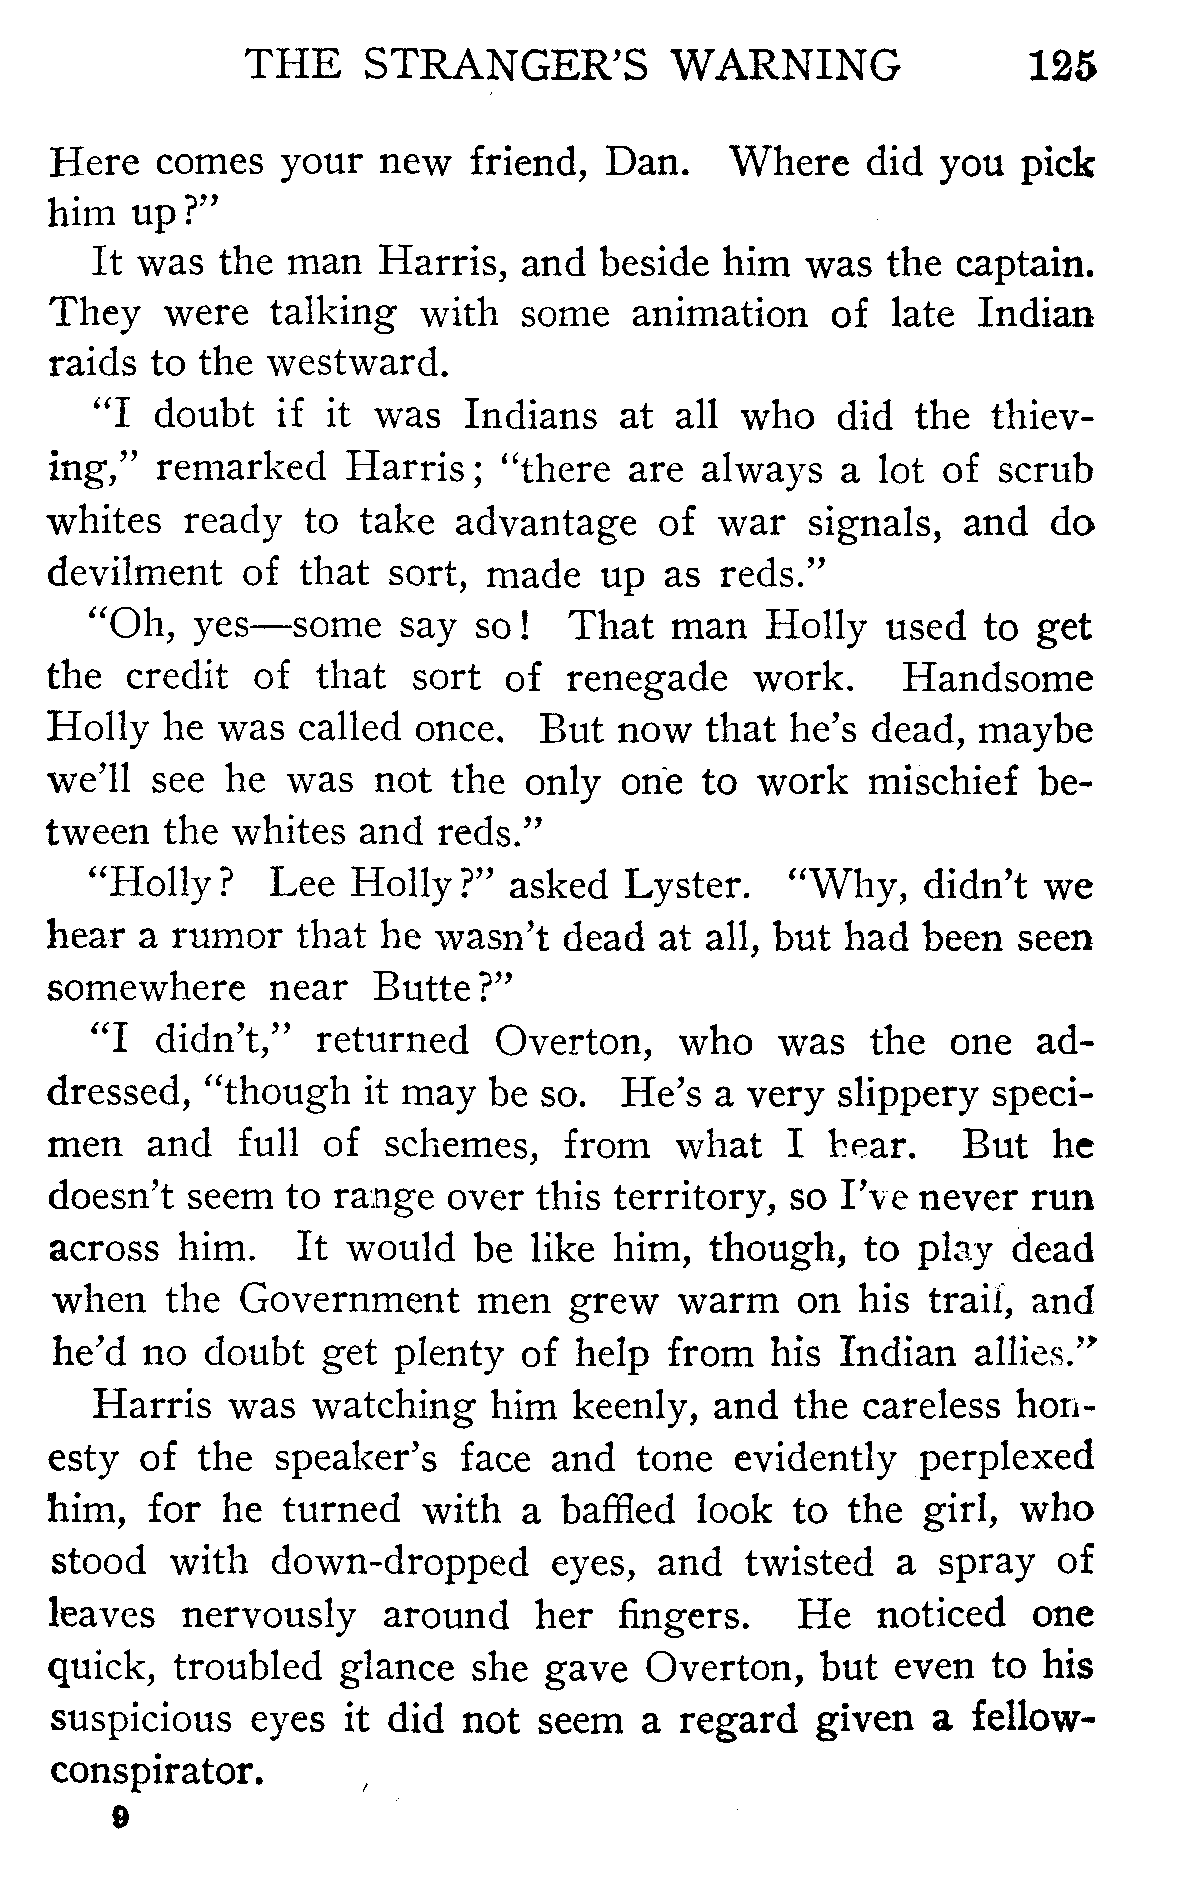 THE STRANGER'S WARNING 125
Here comes your new friend, Dan. Where did you pick
him up?"
It was the man Harris, and beside him was the captain.
They were talking with some animation of late Indian
raids to the westward.
"I doubt if it was Indians at all who did the thiev-
ing," remarked Harris; "there are always a lot of scrub
whites ready to take advantage of war signals, and do
devilment of that sort, made up as reds."
"Oh, yes—some say so! That man Holly used to get
the credit of that sort of renegade work. Handsome
Holly he was called once. But now that he's dead, maybe
we'll see he was not the only one to work mischief be-
tween the whites and reds."
"Holly? Lee Holly?" asked Lyster. "Why, didn't we
hear a rumor that he wasn't dead at all, but had been seen
somewhere near Butte?"
"I didn't," returned Overton, who was the one ad-
dressed, "though it may be so. He's a very slippery speci-
men and full of schemes, from what I hear. But he
doesn't seem to range over this territory, so I've never run
across him. It would be like him, though, to play dead
when the Government men grew warm on his trail, and
he'd no doubt get plenty of help from his Indian allies."
Harris was watching him keenly, and the careless hon-
esty of the speaker's face and tone evidently perplexed
him, for he turned with a baffled look to the girl, who
stood with down-dropped eyes, and twisted a spray of
leaves nervously around her fingers. He noticed one
quick, troubled glance she gave Overton, but even to his
suspicious eyes it did not seem a regard given a fellow-
conspirator.
9